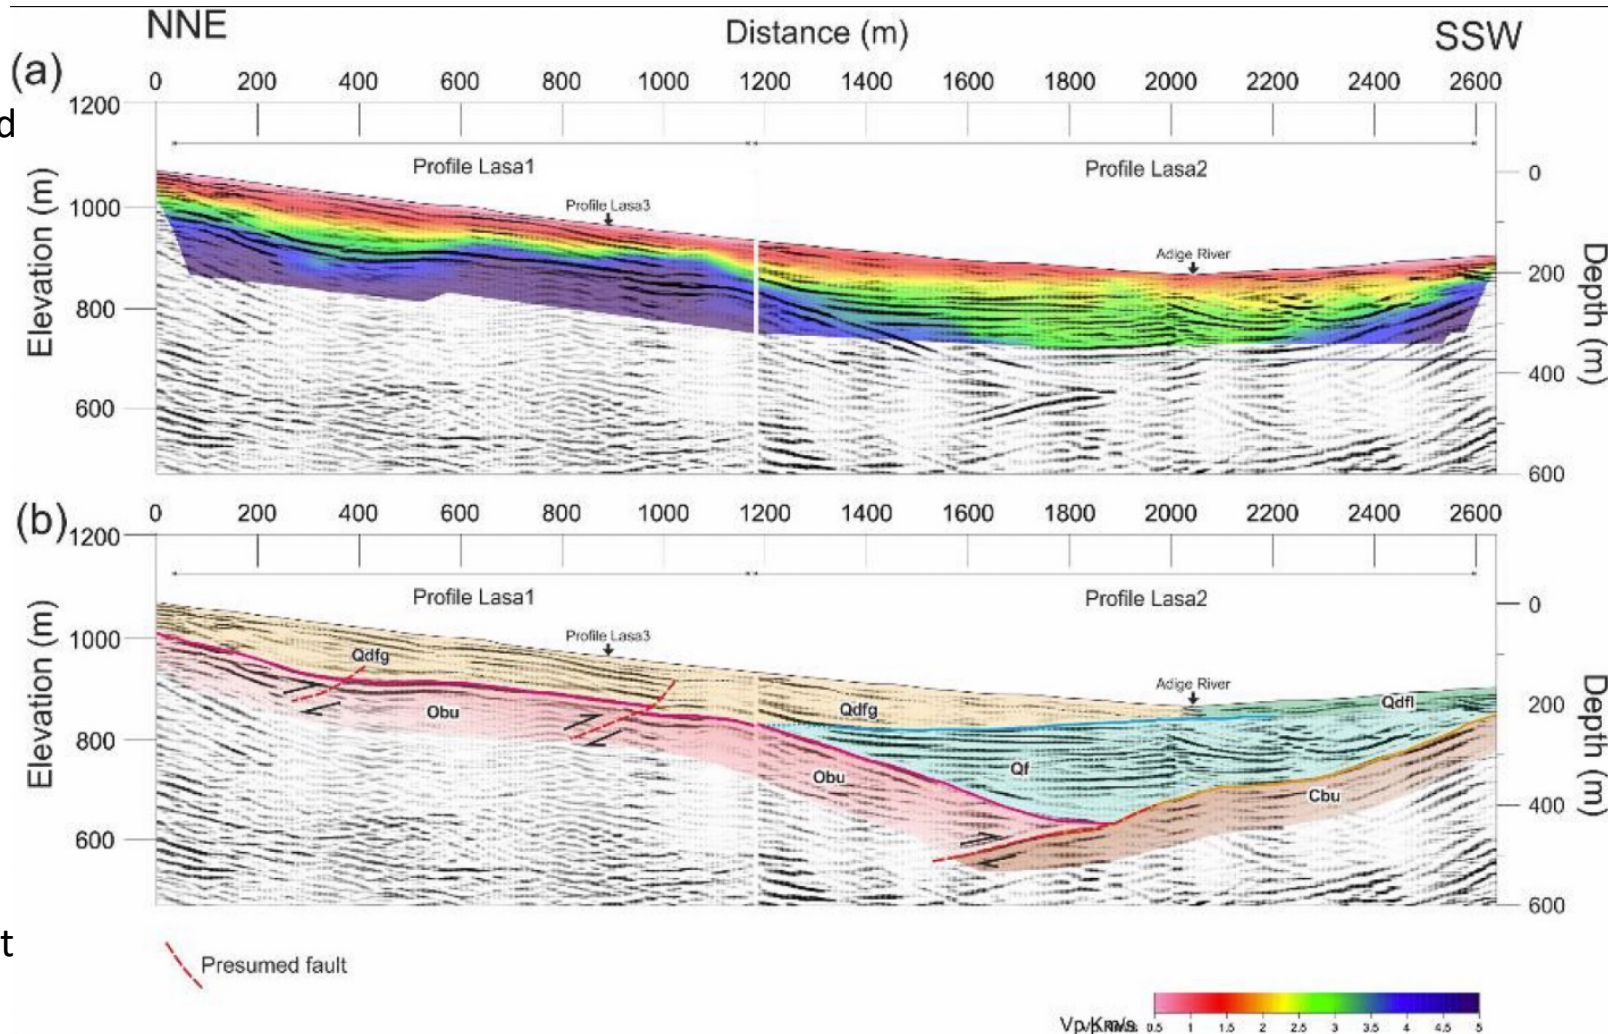 NNE Distance (m) SSW
(a) 0 200 400 600 800 1000 1200 1400 1600 1800 2000 2200 2400 2600
d
Elevation (m)
1200
1000
800
600
Profile Lasa1 Profile Lasa2
Profile Lasa3
Adige River
0
200
400
600
Depth (m)
(b) 0 200 400 600 800 1000 1200 1400 1600 1800 2000 2200 2400 2600
Elevation (m)
1200
1000
800
600
Profile Lasa1 Profile Lasa2
Profile Lasa3
Adige River
Qdfg
Obu
Qdfg
Qdfl
Obu
Qf
Cbu
0
200
400
600
Depth (m)
t
Presumed fault
0.5 1 1.5 2 2.5 3 3.5 4 4.5 5